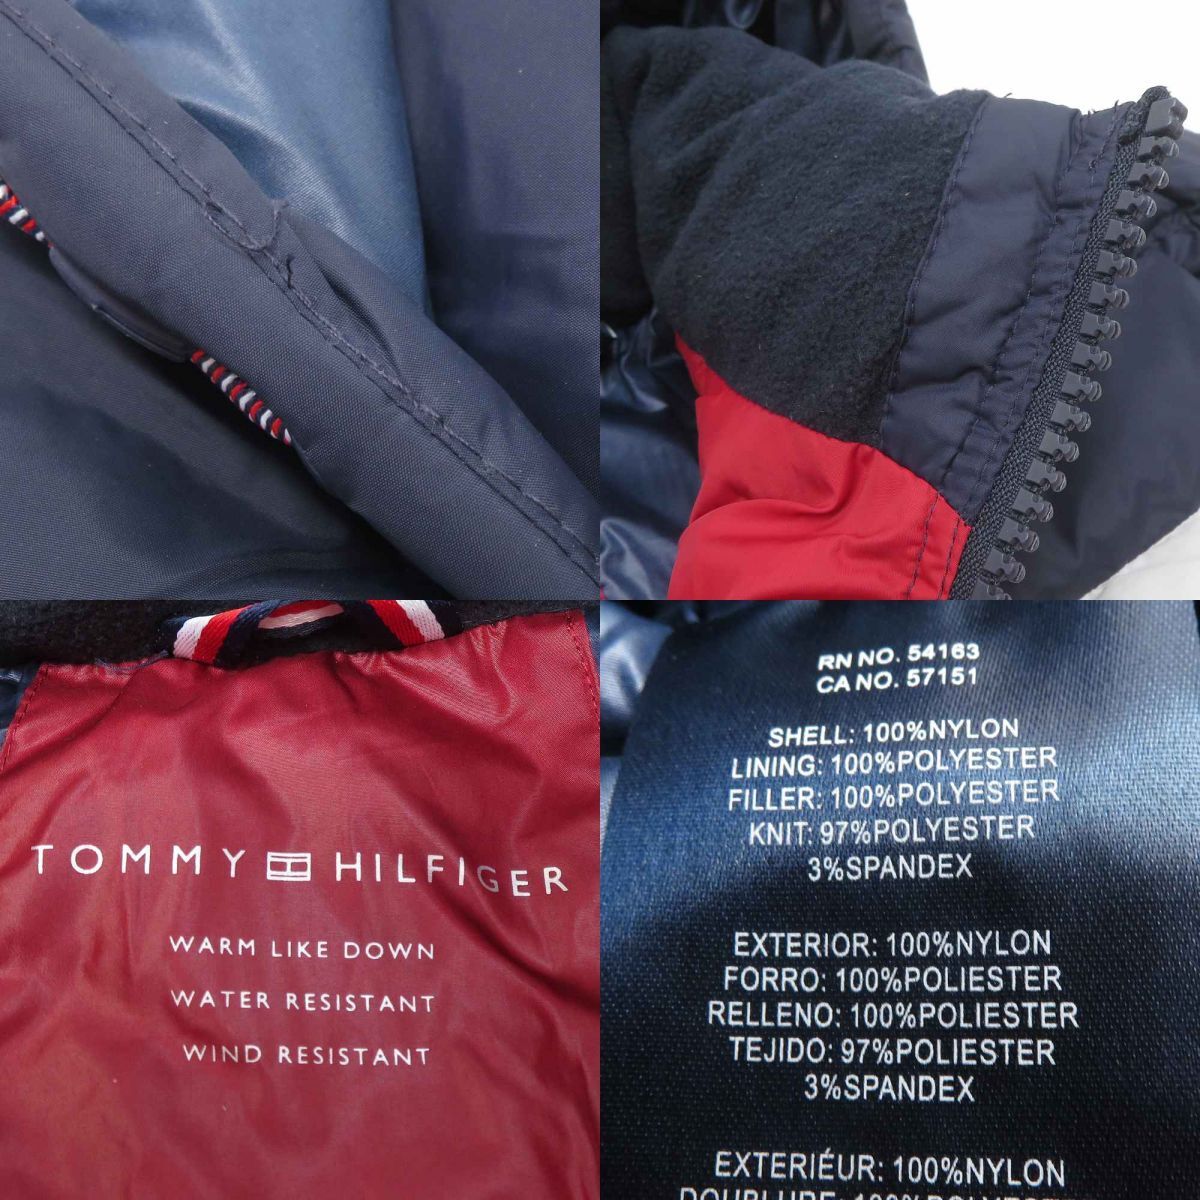 TOMMY HILFIGER
WARM LIKE DOWN
WATER RESISTANT
WIND RESISTANT
RN NO. 54163
CA NO. 57151
SHELL: 100%NYLON
LINING: 100%POLYESTER
FILLER: 100%POLYESTER
KNIT: 97%POLYESTER
3%SPANDEX
EXTERIOR: 100%NYLON
FORRO: 100%POLIESTER
RELLENO: 100%POLIESTER
TEJIDO: 97%POLIESTER
3%SPANDEX
EXTERIÉUR: 100%NYLON